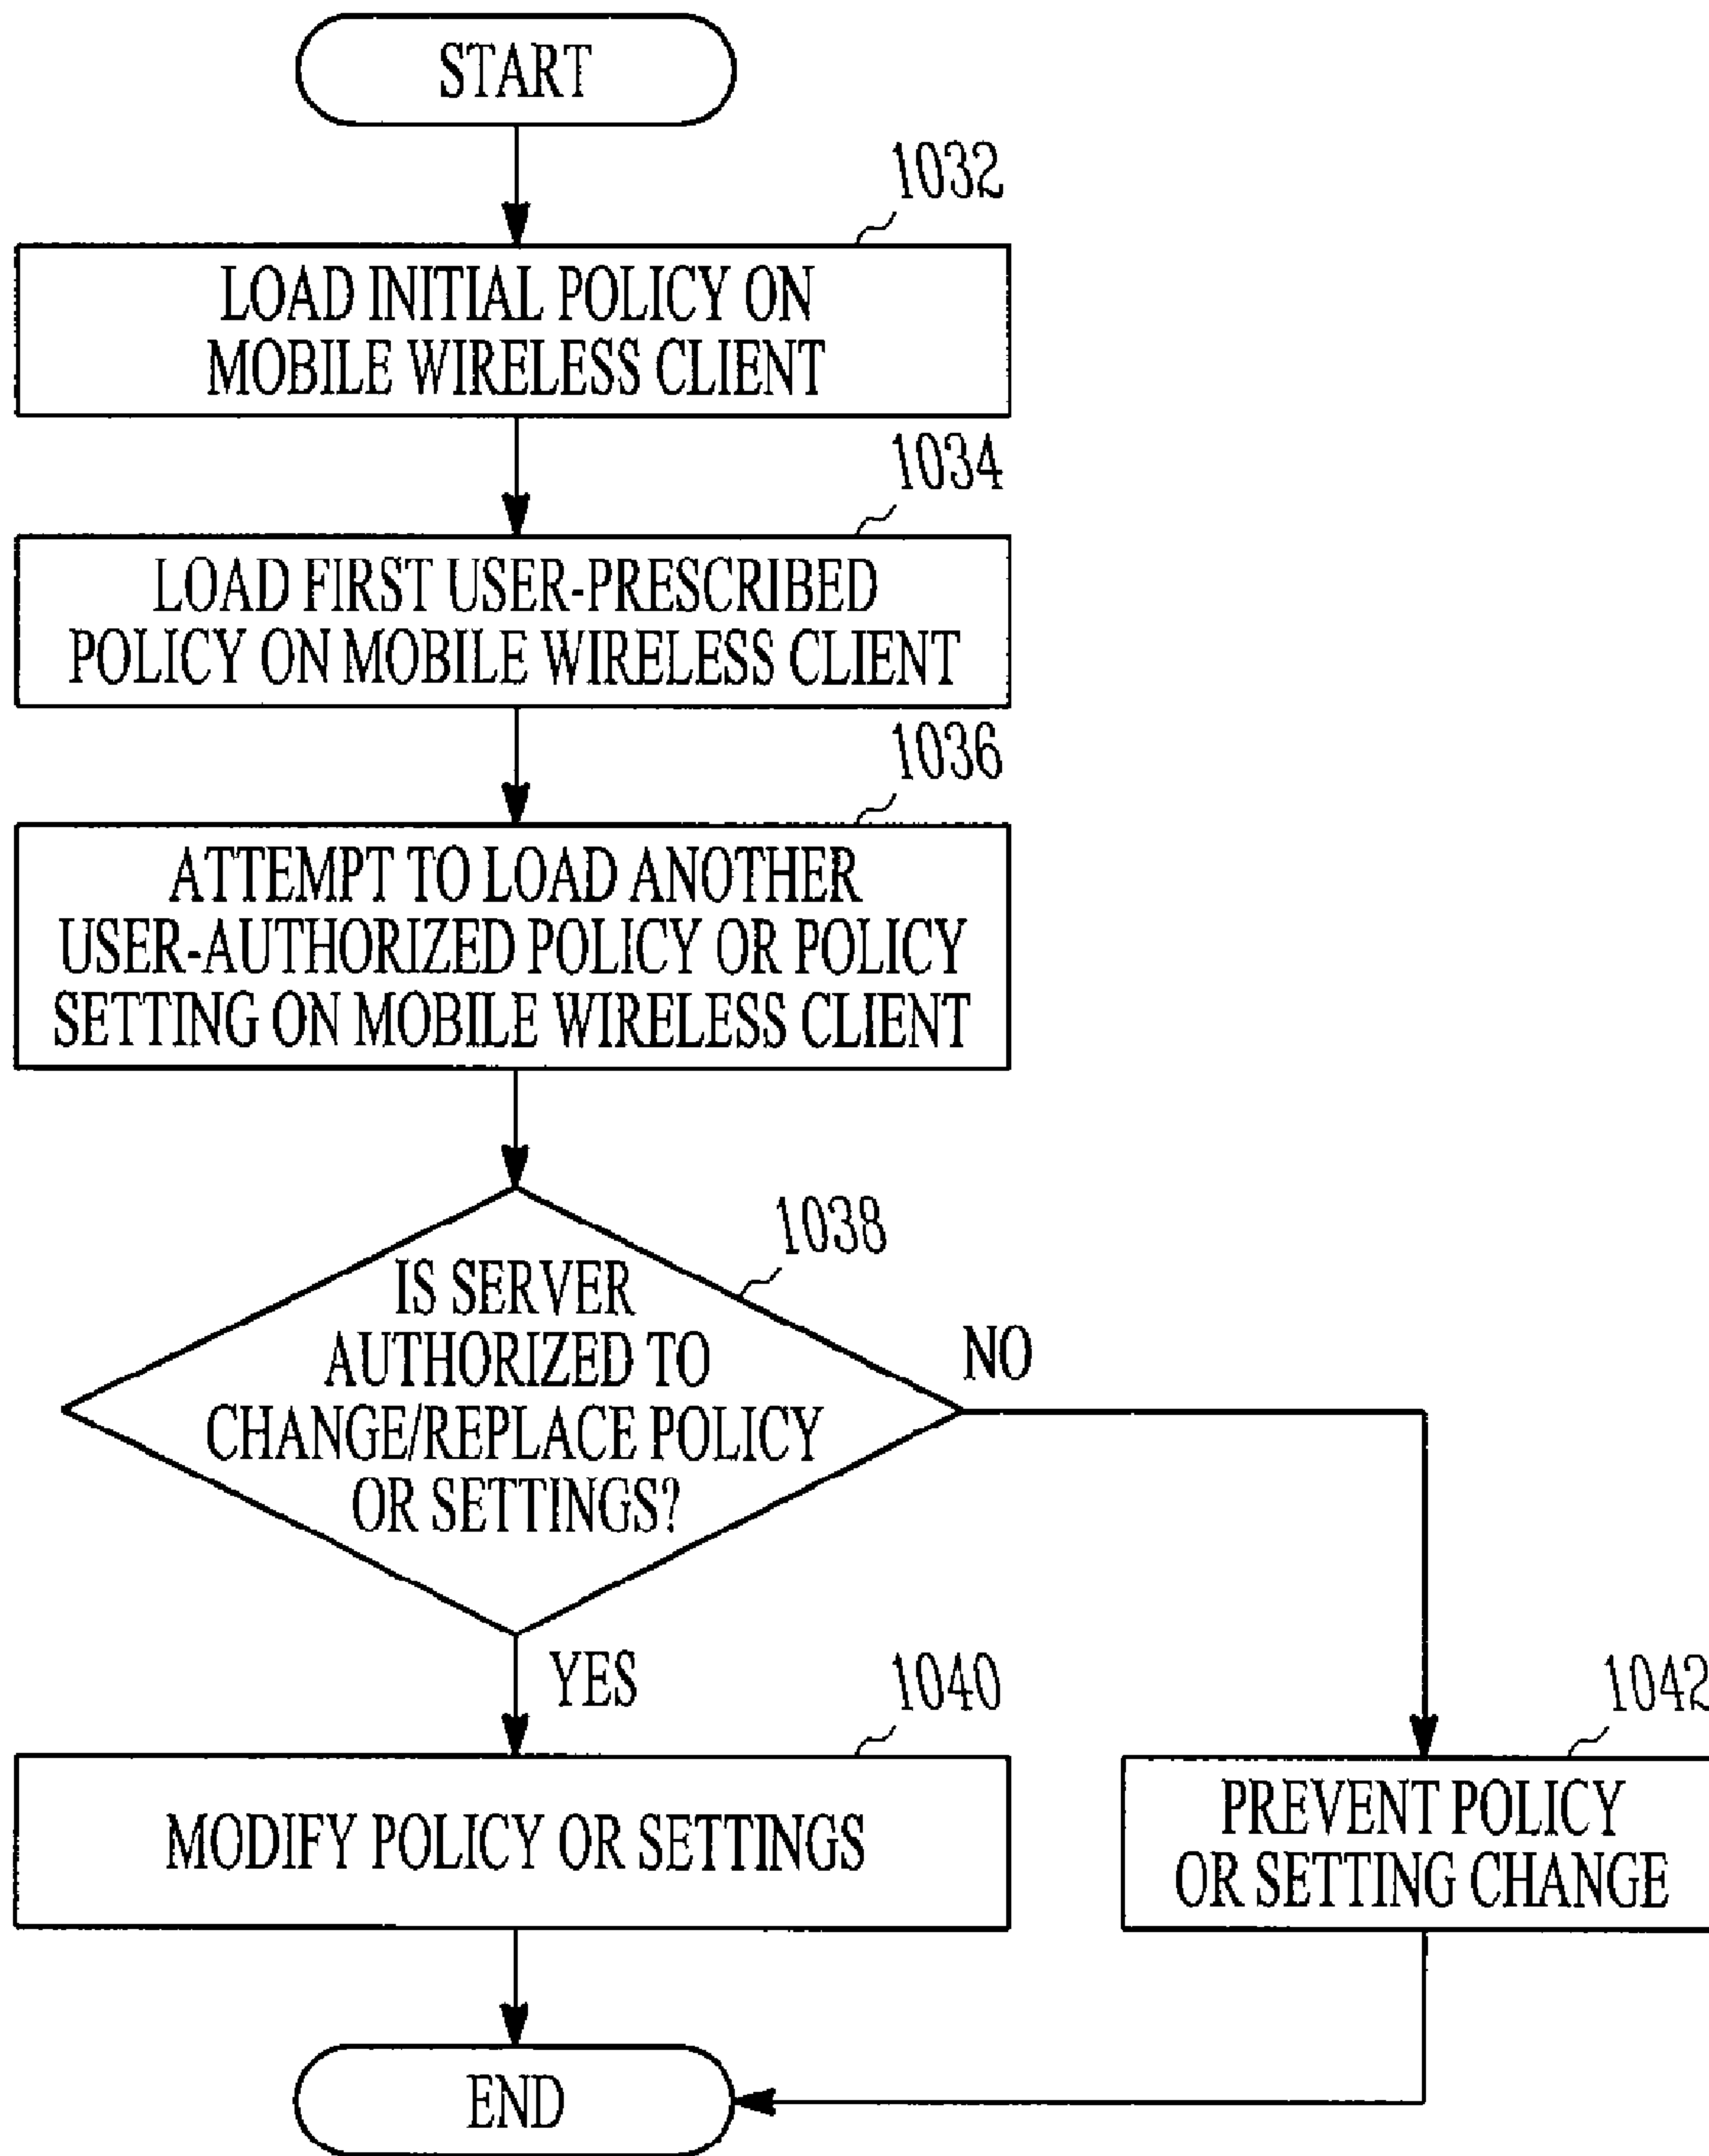 START
1032
LOAD INITIAL POLICY ON
MOBILE WIRELESS CLIENT
1034
LOAD FIRST USER-PRESCRIBED
POLICY ON MOBILE WIRELESS CLIENT
1036
ATTEMPT TO LOAD ANOTHER
USER-AUTHORIZED POLICY OR POLICY
SETTING ON MOBILE WIRELESS CLIENT
1038
IS SERVER
AUTHORIZED TO
CHANGE/REPLACE POLICY
OR SETTINGS?
NO
YES
1040
MODIFY POLICY OR SETTINGS
1042
PREVENT POLICY
OR SETTING CHANGE
END